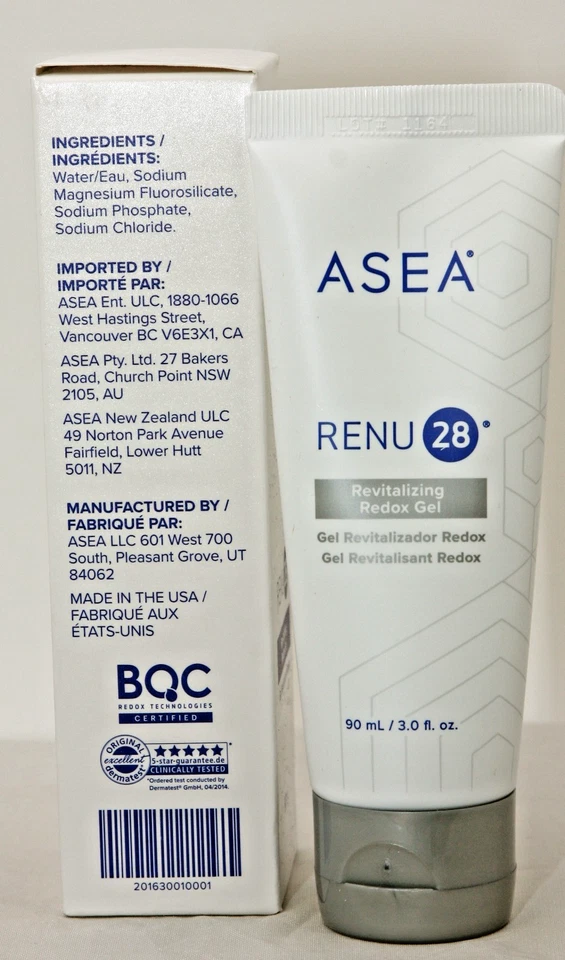 INGREDIENTS /
INGRÉDIENTS:
Water/Eau, Sodium
Magnesium Fluorosilicate,
Sodium Phosphate,
Sodium Chloride.
IMPORTED BY /
IMPORTÉ PAR:
ASEA Ent. ULC, 1880-1066
West Hastings Street,
Vancouver BC V6E3X1, CA
ASEA Pty. Ltd. 27 Bakers
Road, Church Point NSW
2105, AU
ASEA New Zealand ULC
49 Norton Park Avenue
Fairfield, Lower Hutt
5011, NZ
MANUFACTURED BY /
FABRIQUÉ PAR:
ASEA LLC 601 West 700
South, Pleasant Grove, UT
84062
MADE IN THE USA /
FABRIQUÉ AUX
ÉTATS-UNIS
BQC
REDOX TECHNOLOGIES
CERTIFIED
ORIGINAL
excellent
dermatest®
5-star-guarantee.de
CLINICALLY TESTED
*Ordered test conducted by
Dermatest® GmbH, 04/2014.
201630010001
ASEA®
RENU 28®
Revitalizing
Redox Gel
Gel Revitalizador Redox
Gel Revitalisant Redox
90 mL / 3.0 fl. oz.